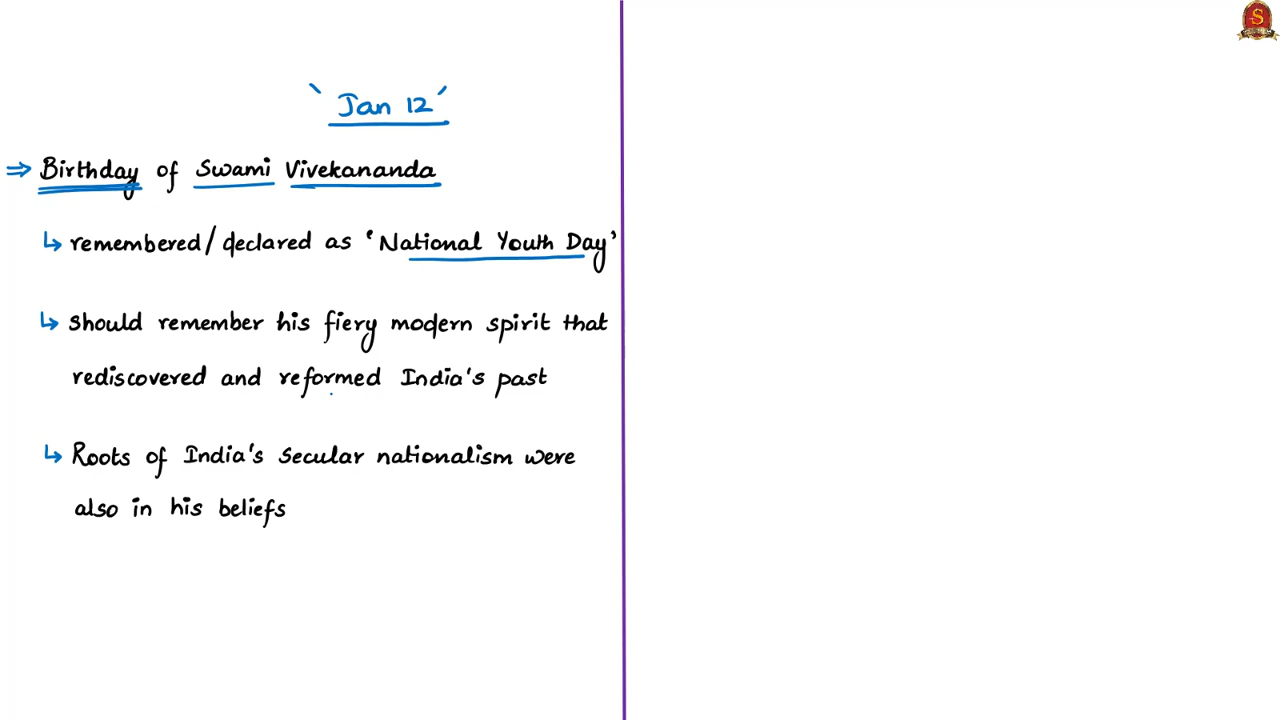 ‘Jan 12’
⇒ Birthday of Swami Vivekananda
↳ remembered/declared as ‘National Youth Day’
↳ should remember his fiery modern spirit that
rediscovered and reformed India's past
↳ Roots of India's secular nationalism were
also in his beliefs
S